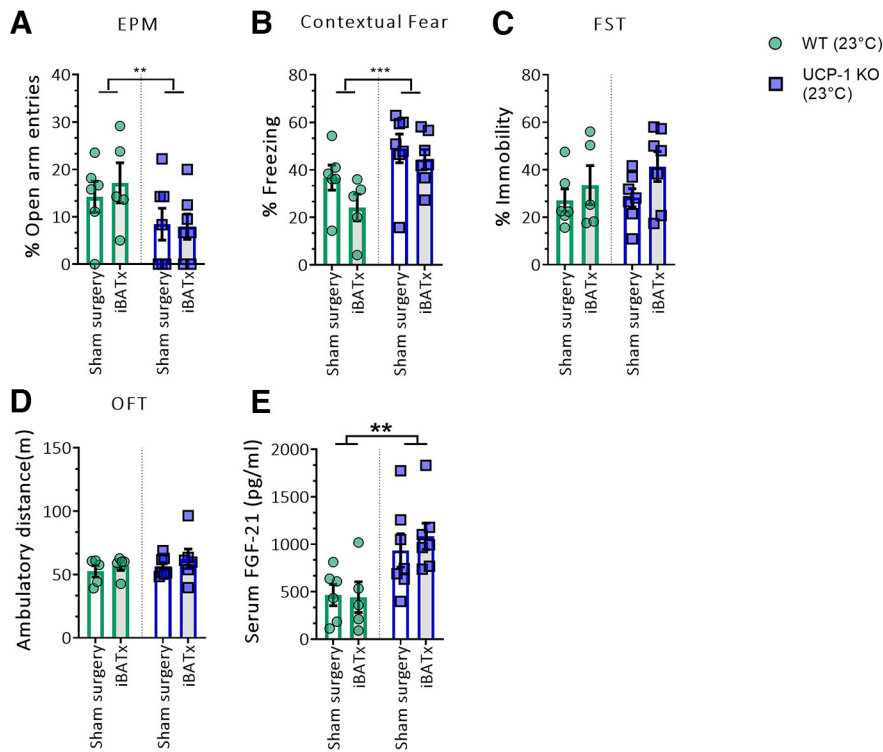 A
EPM
% Open arm entries
40
30
20
10
0
**
Sham surgery
iBATx
Sham surgery
iBATx
B
Contextual Fear
% Freezing
80
60
40
20
0
***
Sham surgery
iBATx
Sham surgery
iBATx
C
FST
% Immobility
80
60
40
20
0
Sham surgery
iBATx
Sham surgery
iBATx
WT (23°C)
UCP-1 KO
(23°C)
D
OFT
Ambulatory distance(m)
150
100
50
0
Sham surgery
iBATx
Sham surgery
iBATx
E
Serum FGF-21 (pg/ml)
2000
1500
1000
500
0
**
Sham surgery
iBATx
Sham surgery
iBATx